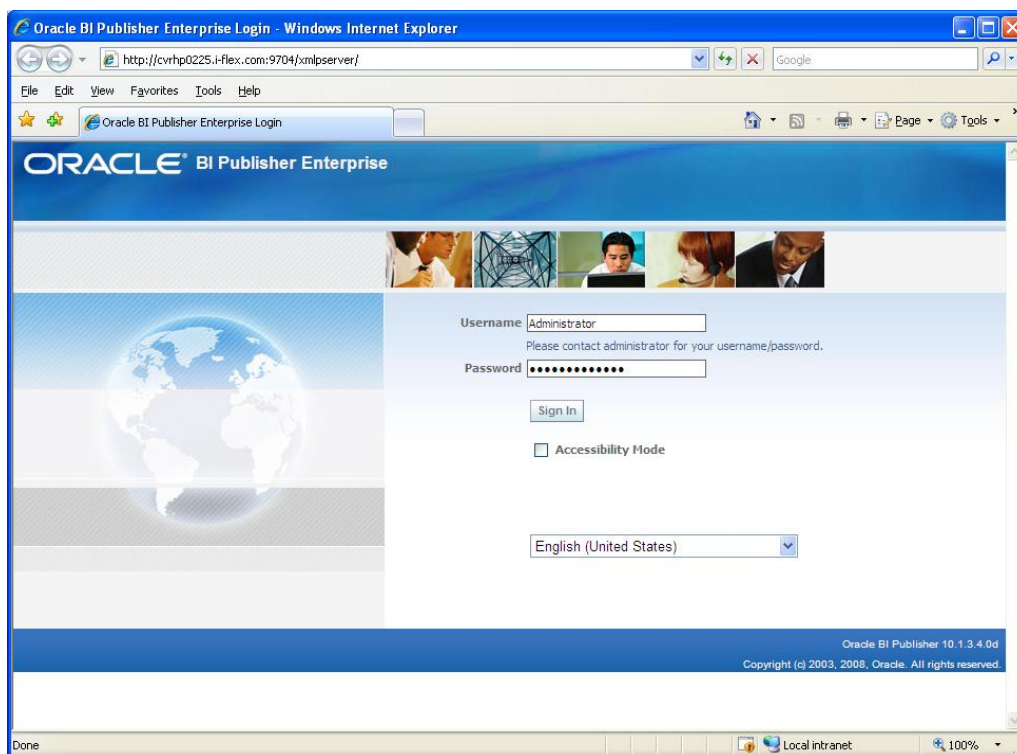 Oracle BI Publisher Enterprise Login - Windows Internet Explorer
http://cvrhp0225.i-flex.com:9704/xmlpserver/
Google
File Edit View Favorites Tools Help
Oracle BI Publisher Enterprise Login
Page Tools
ORACLE® BI Publisher Enterprise
Username Administrator
Please contact administrator for your username/password.
Password •••••••••••••
Sign In
Accessibility Mode
English (United States)
Oracle BI Publisher 10.1.3.4.0d
Copyright (c) 2003, 2008, Oracle. All rights reserved.
Done
Local intranet
100%